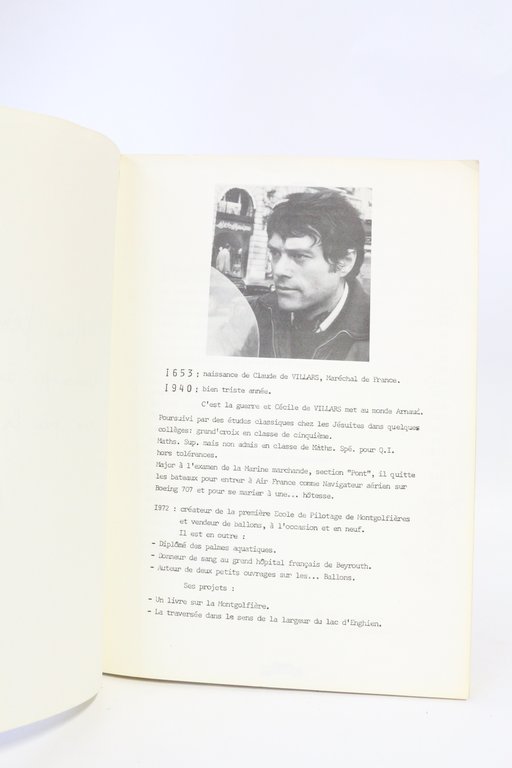 1653 : naissance de Claude de VILLARS, Maréchal de France.
1940 : bien triste année.
C'est la guerre et Cécile de VILLARS met au monde Arnaud.
Poursuivi par des études classiques chez les Jésuites dans quelques
collèges: grand'croix en classe de cinquième.
Maths. Sup. mais non admis en classe de Maths. Spé. pour Q.I.
hors tolérances.
Major à l'examen de la Marine marchande, section "Pont", il quitte
les bateaux pour entrer à Air France comme Navigateur aérien sur
Boeing 707 et pour se marier à une... hôtesse.
1972 : créateur de la première Ecole de Pilotage de Montgolfières
et vendeur de ballons, à l'occasion et en neuf.
Il est en outre :
- Diplômé des palmes aquatiques.
- Donneur de sang au grand hôpital français de Beyrouth.
- Auteur de deux petits ouvrages sur les... Ballons.
Ses projets :
- Un livre sur la Montgolfière.
- La traversée dans le sens de la largeur du lac d'Enghien.